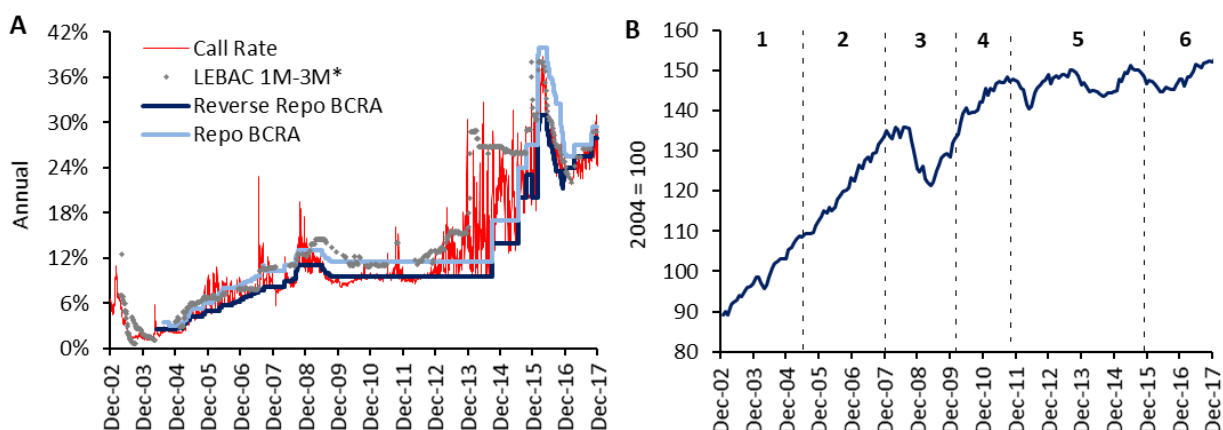 A
Annual
42%
36%
30%
24%
18%
12%
6%
0%
Call Rate
LEBAC 1M-3M*
Reverse Repo BCRA
Repo BCRA
Dec-02
Dec-03
Dec-04
Dec-05
Dec-06
Dec-07
Dec-08
Dec-09
Dec-10
Dec-11
Dec-12
Dec-13
Dec-14
Dec-15
Dec-16
Dec-17
B
2004 = 100
160
150
140
130
120
110
100
90
80
1 2 3 4 5 6
Dec-02
Dec-03
Dec-04
Dec-05
Dec-06
Dec-07
Dec-08
Dec-09
Dec-10
Dec-11
Dec-12
Dec-13
Dec-14
Dec-15
Dec-16
Dec-17